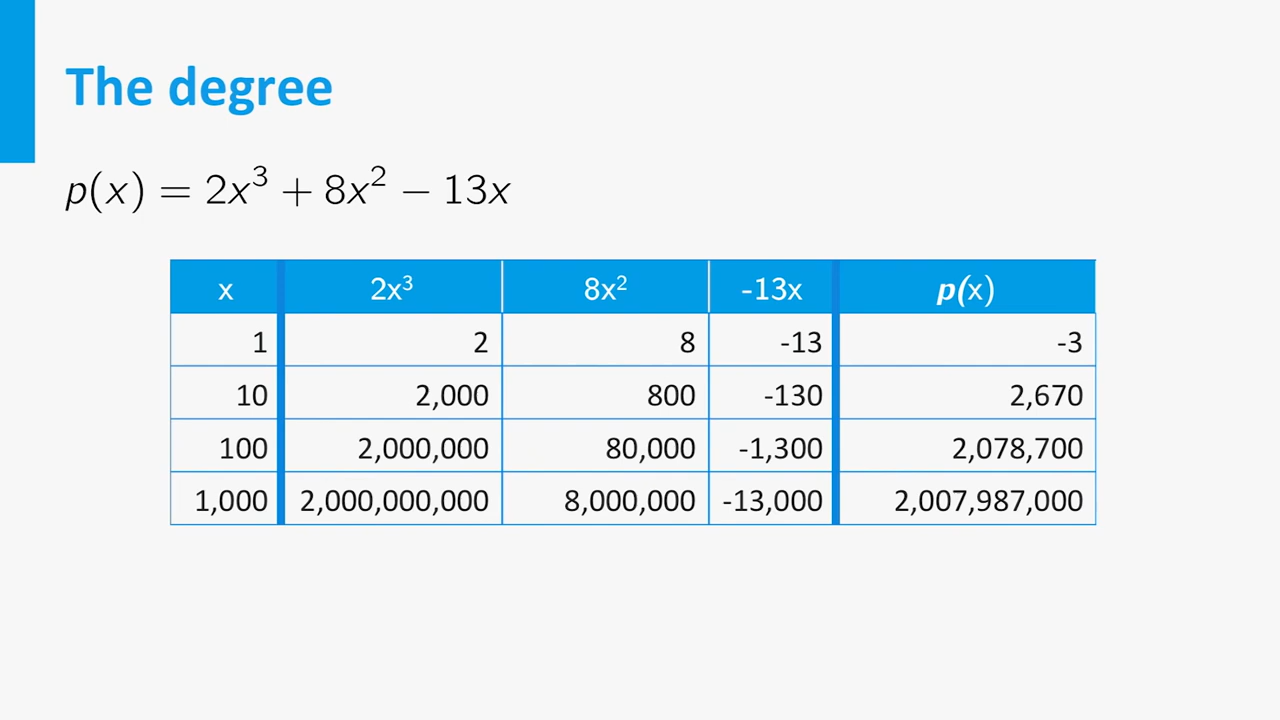 The degree
p(x) = 2x³ + 8x² − 13x
x 2x³ 8x² -13x p(x)
1 2 8 -13 -3
10 2,000 800 -130 2,670
100 2,000,000 80,000 -1,300 2,078,700
1,000 2,000,000,000 8,000,000 -13,000 2,007,987,000